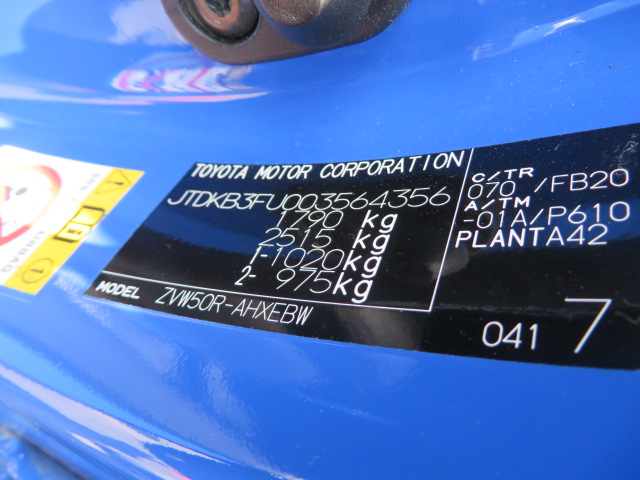 TOYOTA MOTOR CORPORATION
JTDKB3FU003564356
1790 kg
2515 kg
1-1020kg
2- 975kg
MODEL ZVW50R-AHXEBW
C/TR
070 /FB20
A/TM
-01A/P610
PLANTA42
041 7
AIRBAG